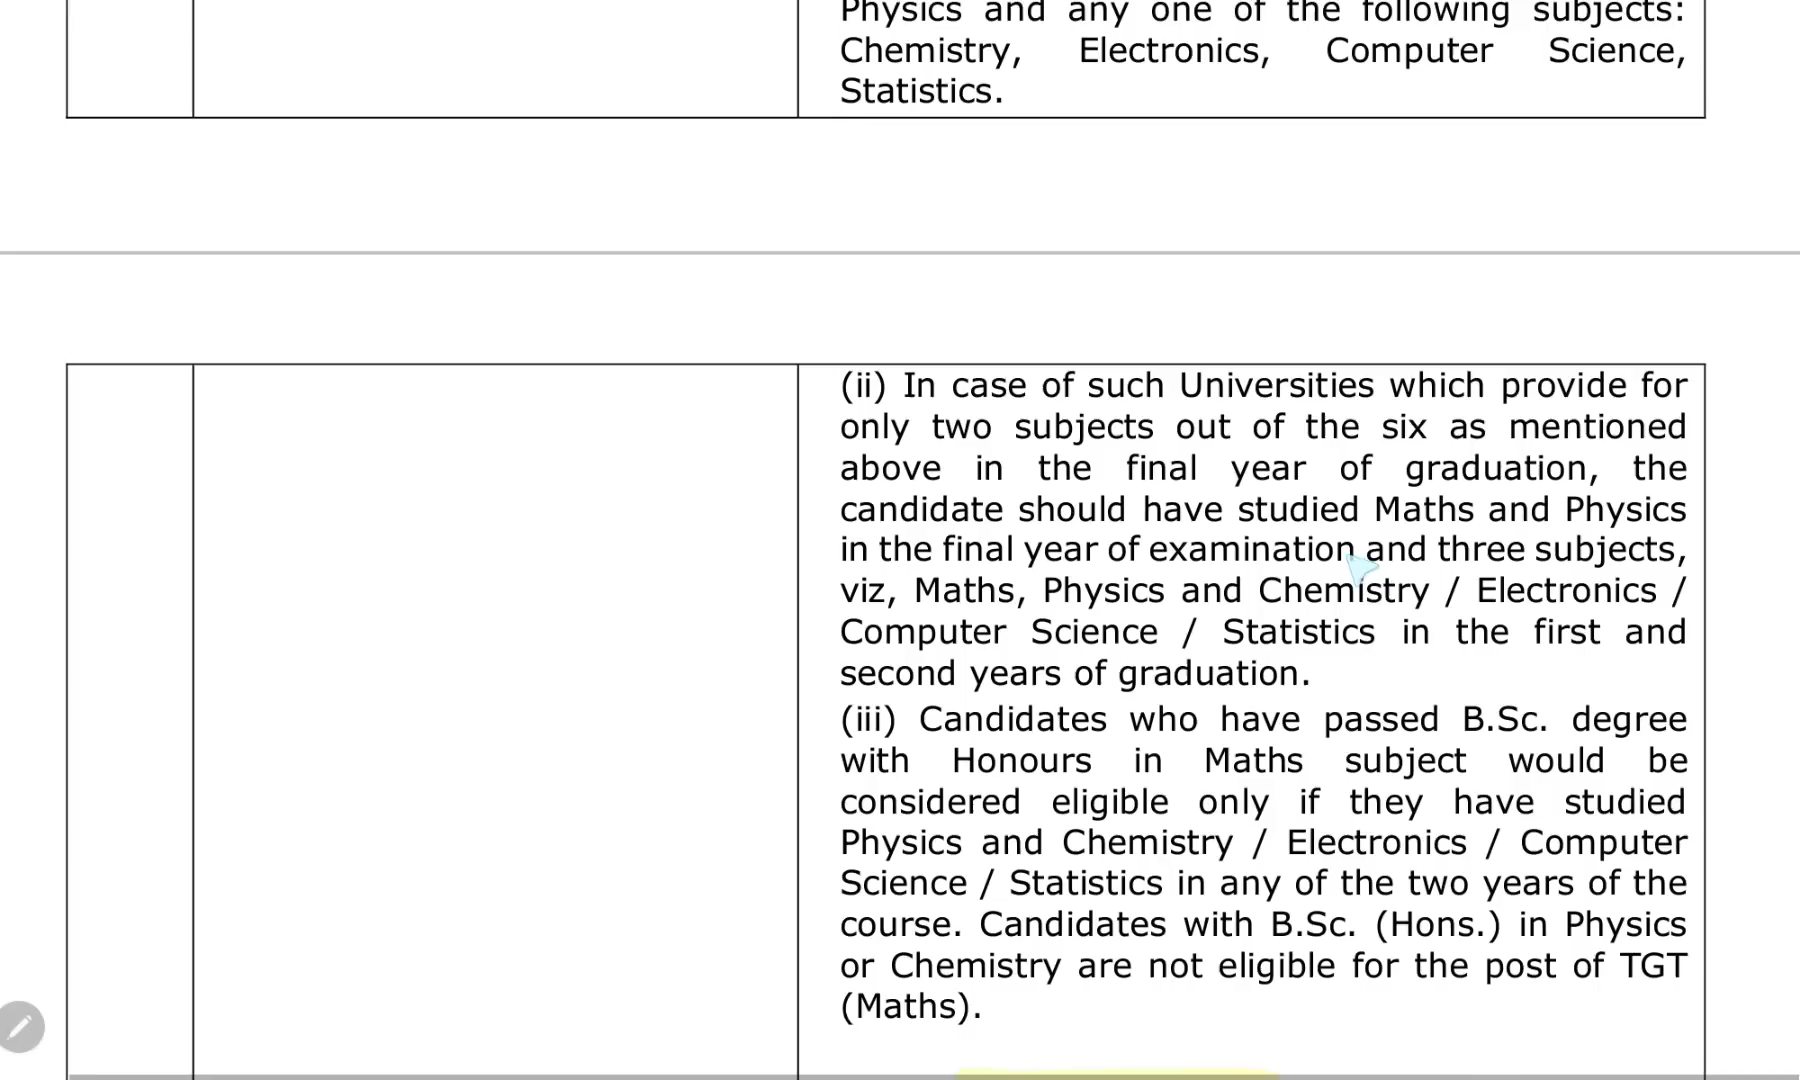 Physics and any one of the following subjects:
Chemistry, Electronics, Computer Science,
Statistics.
(ii) In case of such Universities which provide for
only two subjects out of the six as mentioned
above in the final year of graduation, the
candidate should have studied Maths and Physics
in the final year of examination and three subjects,
viz, Maths, Physics and Chemistry / Electronics /
Computer Science / Statistics in the first and
second years of graduation.
(iii) Candidates who have passed B.Sc. degree
with Honours in Maths subject would be
considered eligible only if they have studied
Physics and Chemistry / Electronics / Computer
Science / Statistics in any of the two years of the
course. Candidates with B.Sc. (Hons.) in Physics
or Chemistry are not eligible for the post of TGT
(Maths).